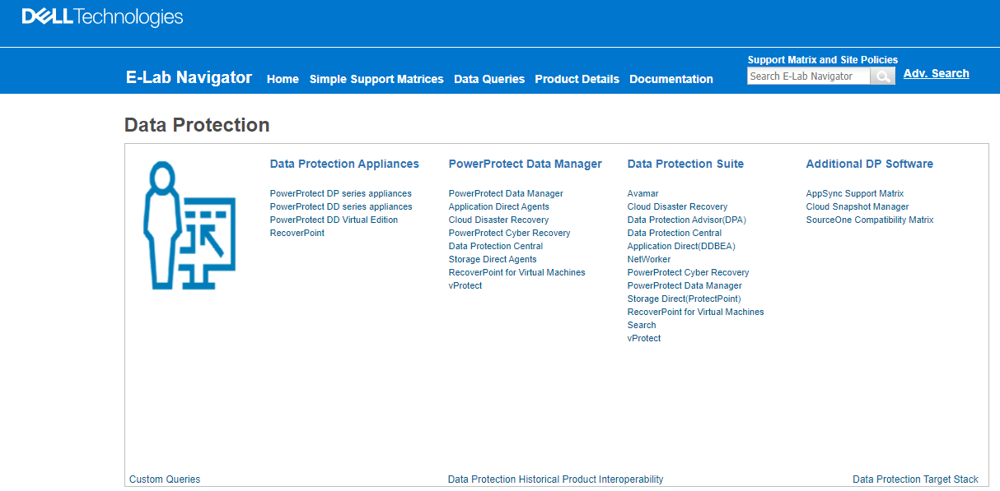 DELLTechnologies
Support Matrix and Site Policies
E-Lab Navigator Home Simple Support Matrices Data Queries Product Details Documentation
Search E-Lab Navigator Adv. Search
Data Protection
Data Protection Appliances
PowerProtect DP series appliances
PowerProtect DD series appliances
PowerProtect DD Virtual Edition
RecoverPoint
PowerProtect Data Manager
PowerProtect Data Manager
Application Direct Agents
Cloud Disaster Recovery
PowerProtect Cyber Recovery
Data Protection Central
Storage Direct Agents
RecoverPoint for Virtual Machines
vProtect
Data Protection Suite
Avamar
Cloud Disaster Recovery
Data Protection Advisor(DPA)
Data Protection Central
Application Direct(DDBEA)
NetWorker
PowerProtect Cyber Recovery
PowerProtect Data Manager
Storage Direct(ProtectPoint)
RecoverPoint for Virtual Machines
Search
vProtect
Additional DP Software
AppSync Support Matrix
Cloud Snapshot Manager
SourceOne Compatibility Matrix
Custom Queries
Data Protection Historical Product Interoperability
Data Protection Target Stack